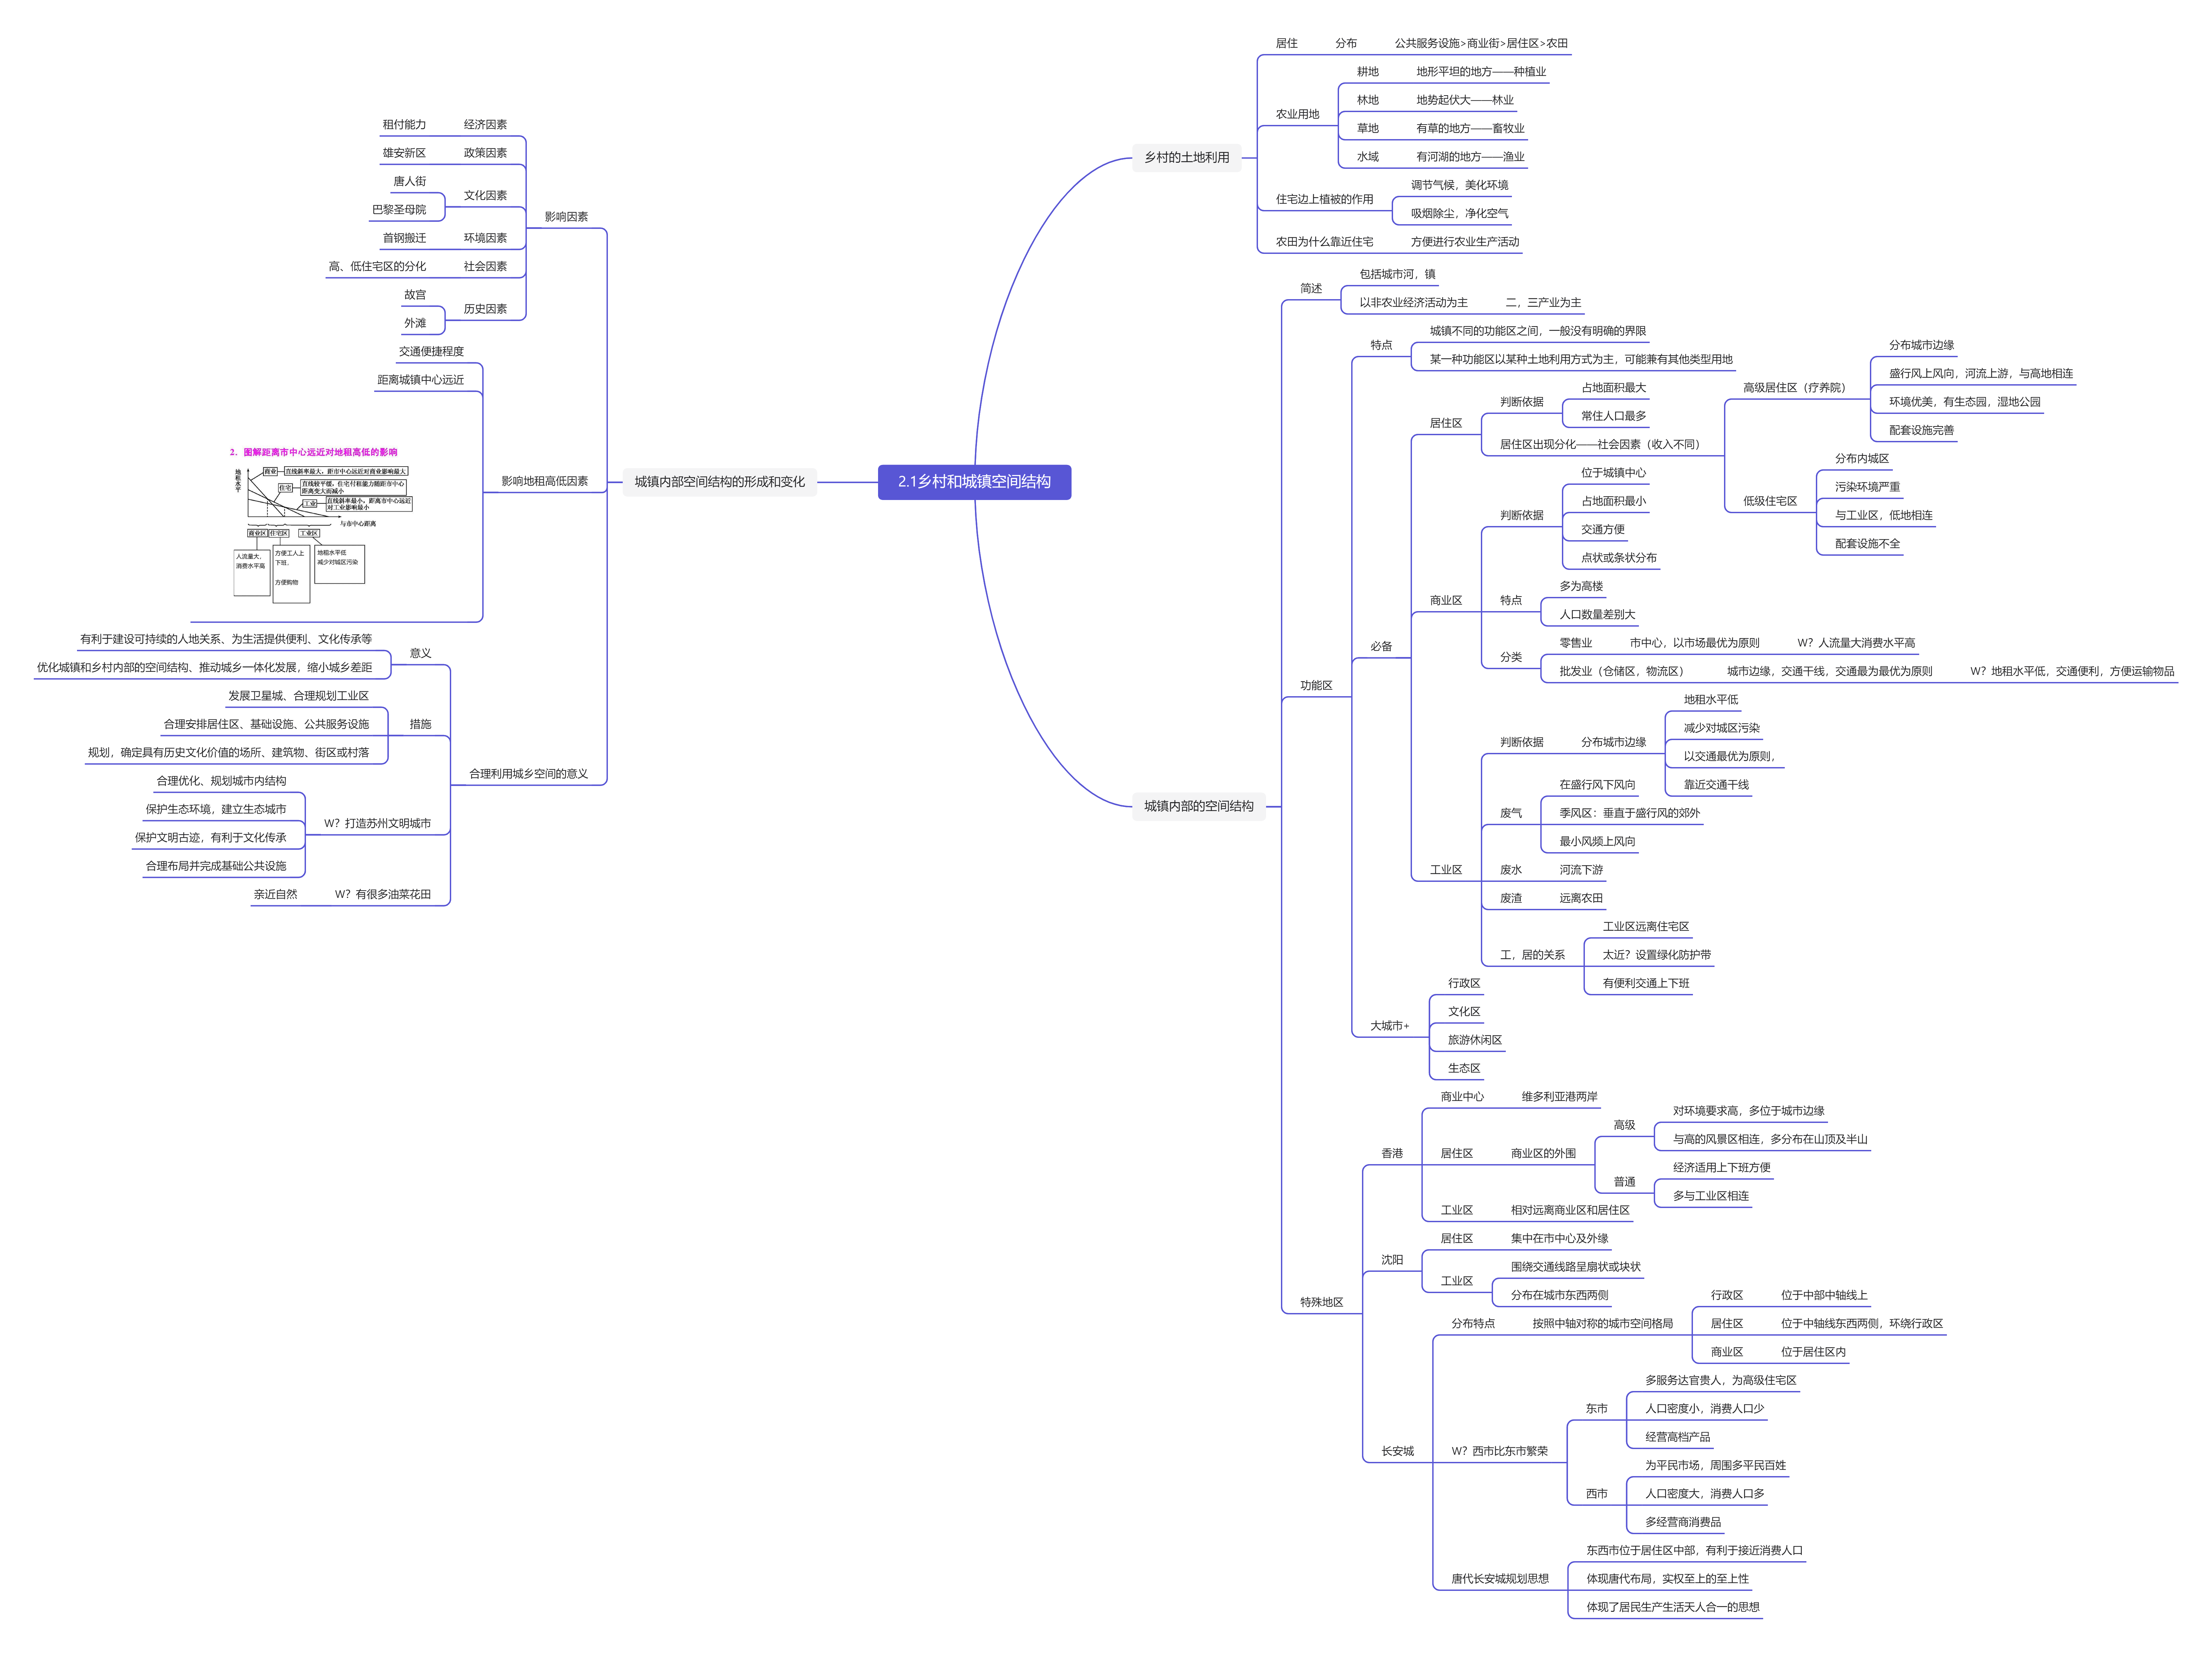 2.1乡村和城镇空间结构
乡村的土地利用
居住
分布
公共服务设施>商业街>居住区>农田
农业用地
耕地
地形平坦的地方——种植业
林地
地势起伏大——林业
草地
有草的地方——畜牧业
水域
有河湖的地方——渔业
住宅边上植被的作用
调节气候，美化环境
吸烟除尘，净化空气
农田为什么靠近住宅
方便进行农业生产活动
城镇内部的空间结构
简述
包括城市河，镇
以非农业经济活动为主
二，三产业为主
功能区
特点
城镇不同的功能区之间，一般没有明确的界限
某一种功能区以某种土地利用方式为主，可能兼有其他类型用地
必备
居住区
判断依据
占地面积最大
常住人口最多
居住区出现分化——社会因素（收入不同）
高级居住区（疗养院）
分布城市边缘
盛行风上风向，河流上游，与高地相连
环境优美，有生态园，湿地公园
配套设施完善
低级住宅区
分布内城区
污染环境严重
与工业区，低地相连
配套设施不全
商业区
判断依据
位于城镇中心
占地面积最小
交通方便
点状或条状分布
特点
多为高楼
人口数量差别大
分类
零售业
市中心，以市场最优为原则
W？人流量大消费水平高
批发业（仓储区，物流区）
城市边缘，交通干线，交通最为最优为原则
W？地租水平低，交通便利，方便运输物品
工业区
判断依据
分布城市边缘
地租水平低
减少对城区污染
以交通最优为原则，
靠近交通干线
废气
在盛行风下风向
季风区：垂直于盛行风的郊外
最小风频上风向
废水
河流下游
废渣
远离农田
工，居的关系
工业区远离住宅区
太近？设置绿化防护带
有便利交通上下班
大城市+
行政区
文化区
旅游休闲区
生态区
特殊地区
香港
商业中心
维多利亚港两岸
居住区
商业区的外围
高级
对环境要求高，多位于城市边缘
与高的风景区相连，多分布在山顶及半山
普通
经济适用上下班方便
多与工业区相连
工业区
相对远离商业区和居住区
沈阳
居住区
集中在市中心及外缘
工业区
围绕交通线路呈扇状或块状
分布在城市东西两侧
长安城
分布特点
按照中轴对称的城市空间格局
行政区
位于中部中轴线上
居住区
位于中轴线东西两侧，环绕行政区
商业区
位于居住区内
W？西市比东市繁荣
东市
多服务达官贵人，为高级住宅区
人口密度小，消费人口少
经营高档产品
西市
为平民市场，周围多平民百姓
人口密度大，消费人口多
多经营商消费品
唐代长安城规划思想
东西市位于居住区中部，有利于接近消费人口
体现唐代布局，实权至上的至上性
体现了居民生产生活天人合一的思想
城镇内部空间结构的形成和变化
影响因素
经济因素
租付能力
政策因素
雄安新区
文化因素
唐人街
巴黎圣母院
环境因素
首钢搬迁
社会因素
高、低住宅区的分化
历史因素
故宫
外滩
影响地租高低因素
交通便捷程度
距离城镇中心远近
2．图解距离市中心远近对地租高低的影响
地租水平
商业
直线斜率最大，距市中心远近对商业影响最大
住宅
直线较平缓，住宅付租能力随距市中心
距离变大而减小
工业
直线斜率最小，距离市中心远近
对工业影响最小
与市中心距离
商业区
住宅区
工业区
人流量大，
消费水平高
方便工人上
下班，
方便购物
地租水平低
减少对城区污染
合理利用城乡空间的意义
意义
有利于建设可持续的人地关系、为生活提供便利、文化传承等
优化城镇和乡村内部的空间结构、推动城乡一体化发展，缩小城乡差距
措施
发展卫星城、合理规划工业区
合理安排居住区、基础设施、公共服务设施
规划，确定具有历史文化价值的场所、建筑物、街区或村落
W？打造苏州文明城市
合理优化、规划城市内结构
保护生态环境，建立生态城市
保护文明古迹，有利于文化传承
合理布局并完成基础公共设施
W？有很多油菜花田
亲近自然